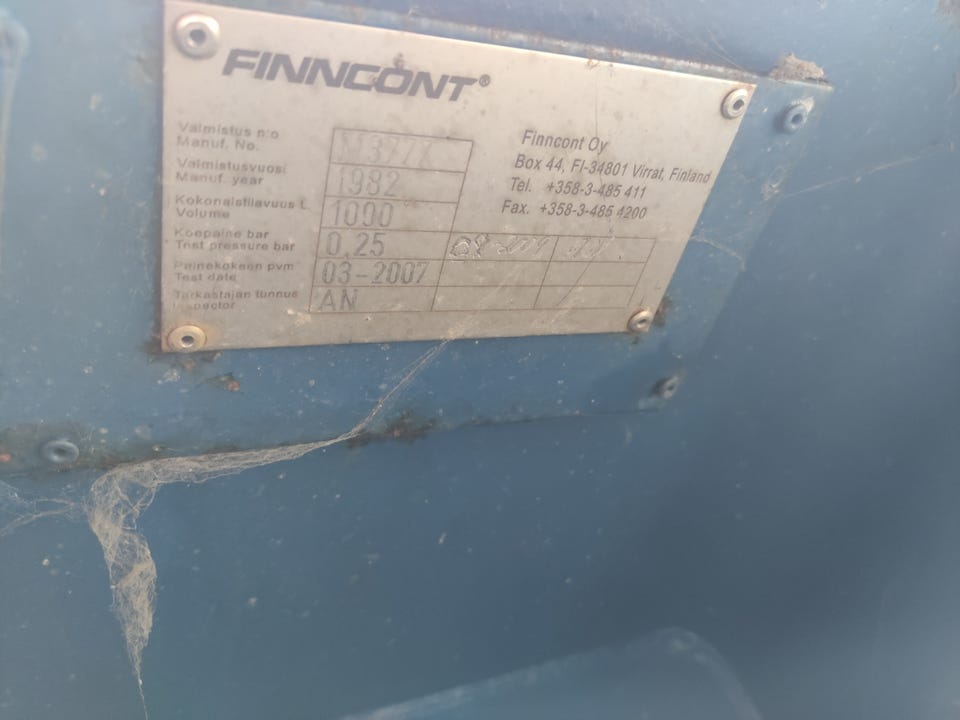 FINNCONT®
Valmistus n:o
Manuf. No.
Valmistusvuosi
Manuf. year
1982
Kokonaistilavuus L
Volume
1000
Koepaine bar
Test pressure bar
0,25
Painekokeen pvm
Test date
03-2007
Tarkastajan tunnus
Inspector
AN
Finncont Oy
Box 44, FI-34801 Virrat, Finland
Tel. +358-3-485 411
Fax. +358-3-485 4200